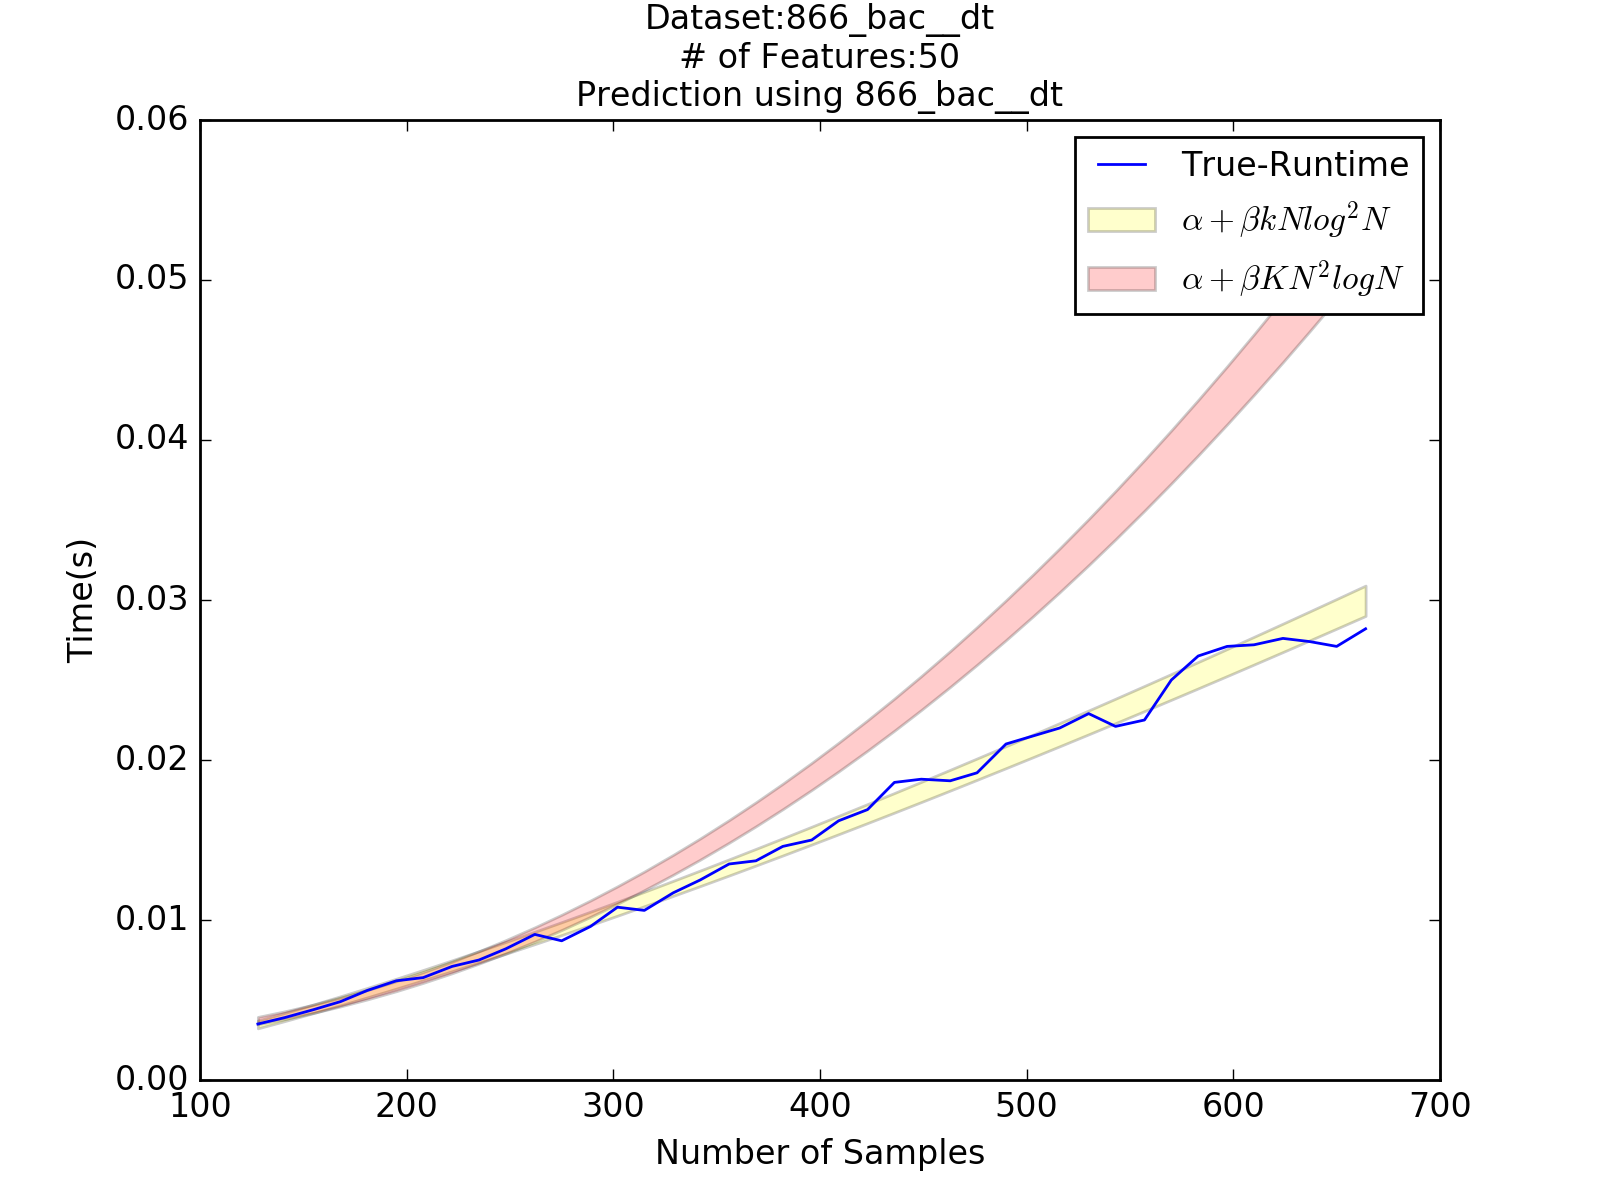 Dataset:866_bac__dt
# of Features:50
Prediction using 866_bac__dt
0.06
0.05
0.04
0.03
0.02
0.01
0.00
Time(s)
True-Runtime
α + βkNlog²N
α + βKN²logN
100 200 300 400 500 600 700
Number of Samples